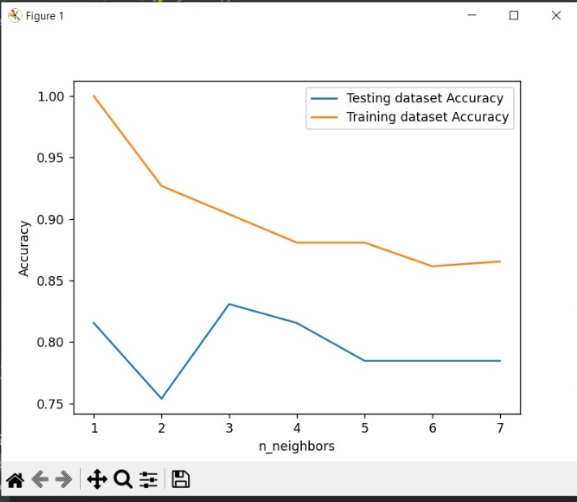 Figure 1
Testing dataset Accuracy
Training dataset Accuracy
1.00
0.95
0.90
0.85
0.80
0.75
Accuracy
1 2 3 4 5 6 7
n_neighbors